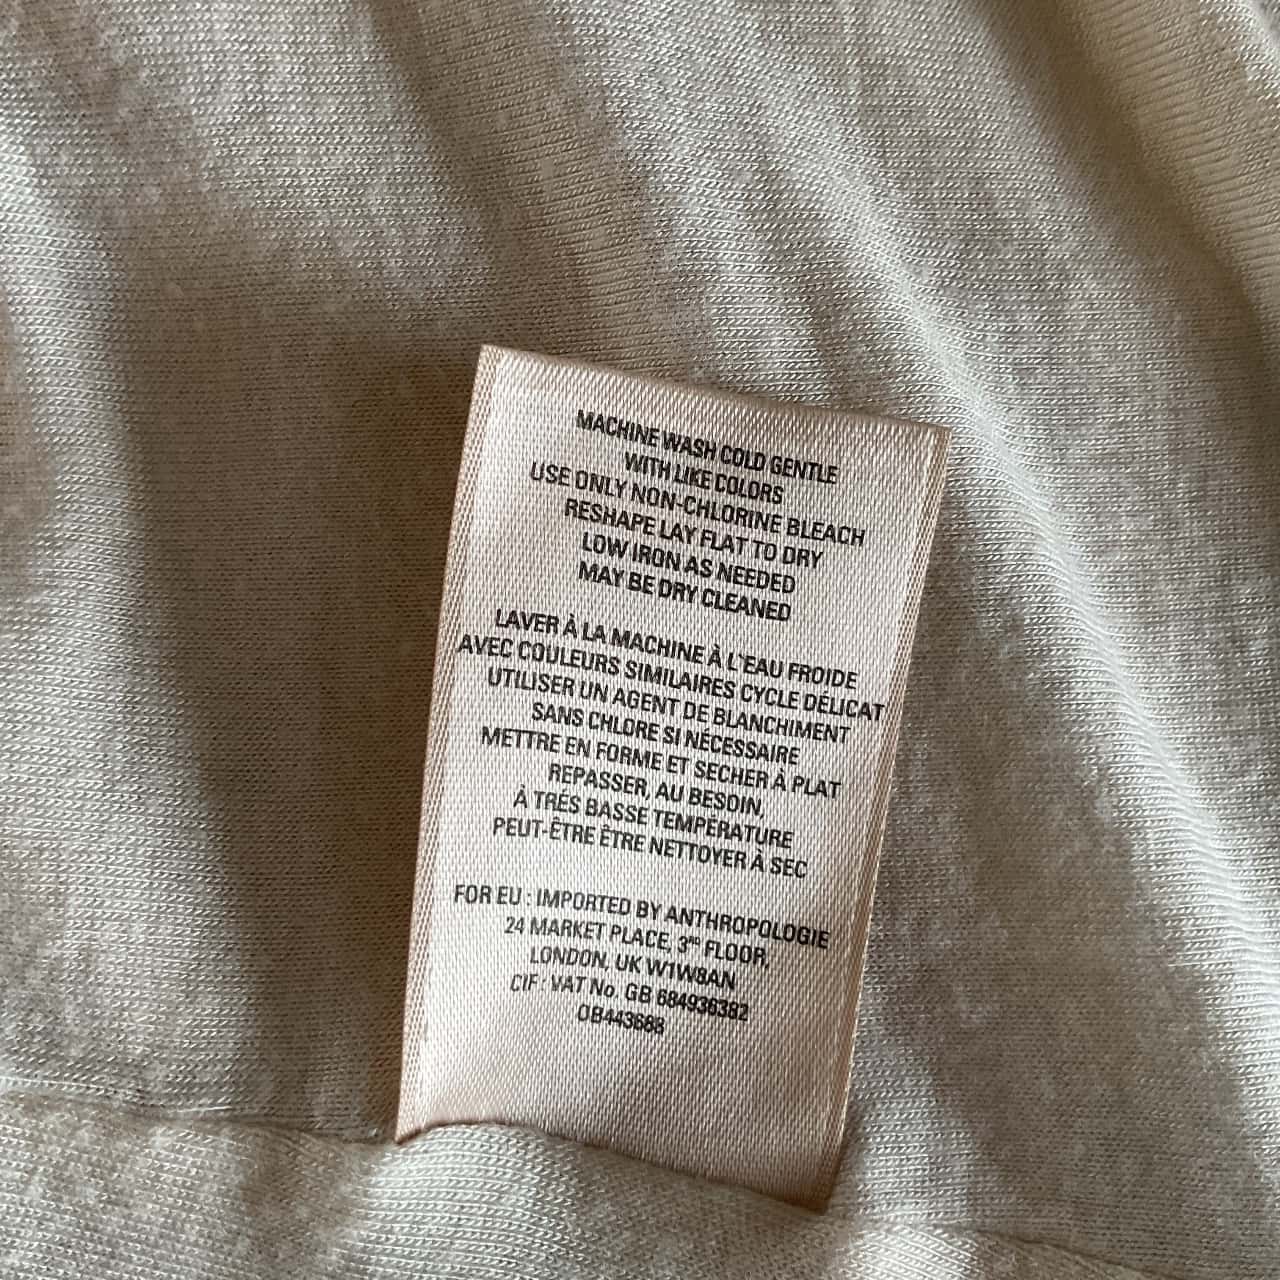 MACHINE WASH COLD GENTLE
WITH LIKE COLORS
USE ONLY NON-CHLORINE BLEACH
RESHAPE LAY FLAT TO DRY
LOW IRON AS NEEDED
MAY BE DRY CLEANED
LAVER À LA MACHINE À L'EAU FROIDE
AVEC COULEURS SIMILAIRES CYCLE DÉLICAT
UTILISER UN AGENT DE BLANCHIMENT
SANS CHLORE SI NÉCESSAIRE
METTRE EN FORME ET SECHER À PLAT
REPASSER, AU BESOIN,
À TRÈS BASSE TEMPÉRATURE
PEUT-ÊTRE ÊTRE NETTOYER À SEC
FOR EU : IMPORTED BY ANTHROPOLOGIE
24 MARKET PLACE, 3RD FLOOR,
LONDON, UK W1W8AN
CIF : VAT No. GB 684936382
OB443688